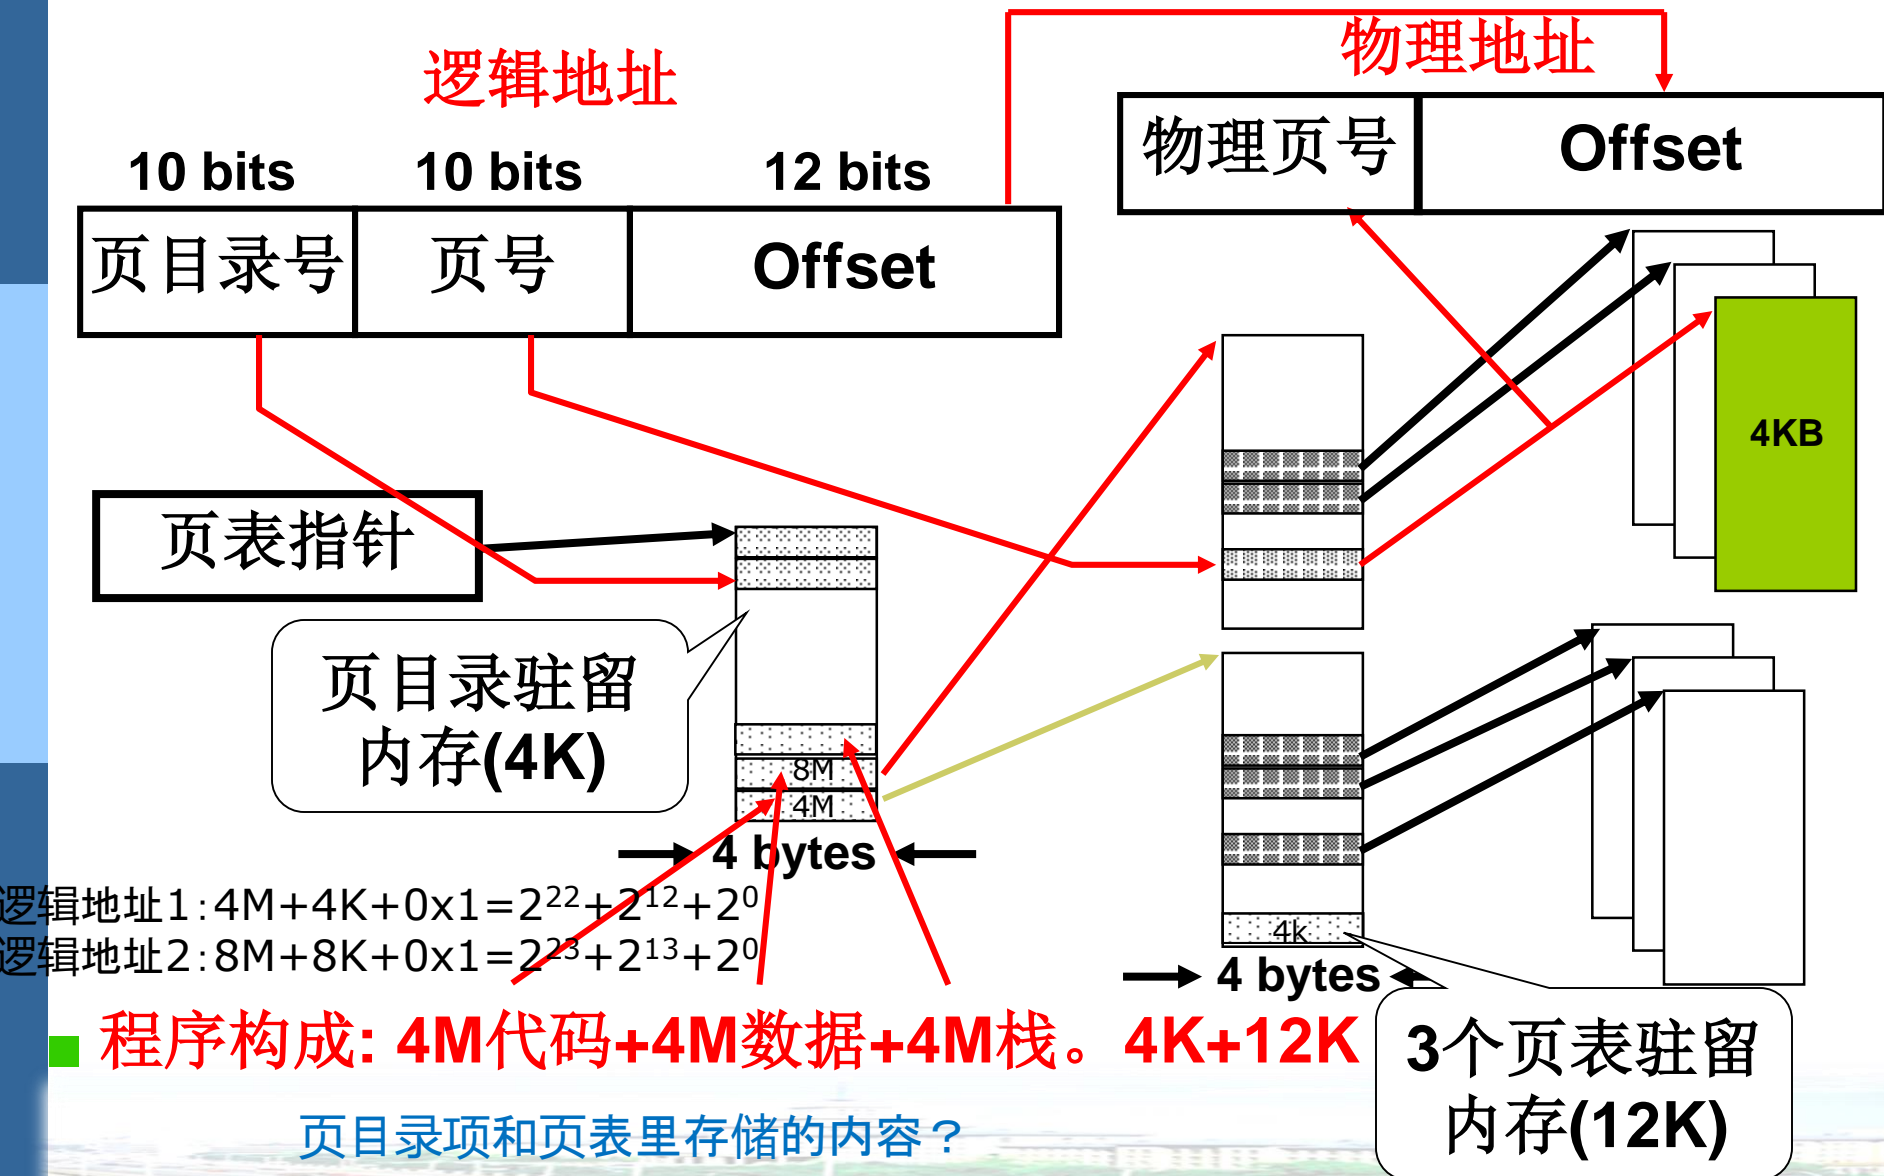 逻辑地址
物理地址
10 bits 10 bits 12 bits
页目录号 页号 Offset
物理页号 Offset
4KB
页表指针
页目录驻留
内存(4K)
8M
4M
4 bytes
逻辑地址1:4M+4K+0x1=2²²+2¹²+2⁰
逻辑地址2:8M+8K+0x1=2²³+2¹³+2⁰
4k
4 bytes
程序构成: 4M代码+4M数据+4M栈。4K+12K
3个页表驻留
内存(12K)
页目录项和页表里存储的内容？